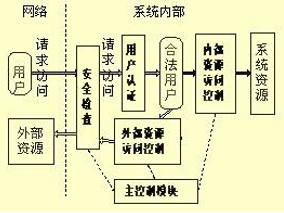 网络
系统内部
用户
请求访问
安全检查
请求访问
用户认证
合法用户
内部资源访问控制
系统资源
外部资源
外部资源访问控制
主控制模块